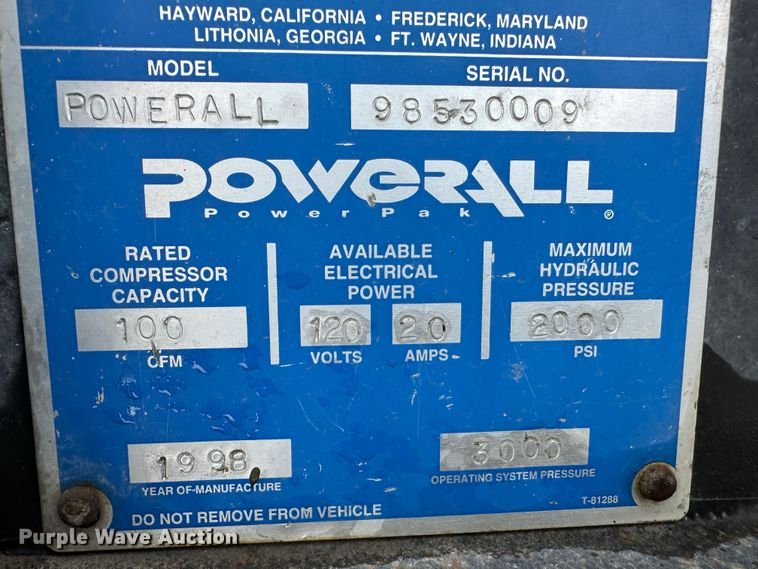 HAYWARD, CALIFORNIA • FREDERICK, MARYLAND
LITHONIA, GEORGIA • FT. WAYNE, INDIANA
MODEL SERIAL NO.
POWERALL 98530009
POWERALL
Power Pak ®
RATED COMPRESSOR CAPACITY
100
CFM
AVAILABLE ELECTRICAL POWER
120 20
VOLTS AMPS
MAXIMUM HYDRAULIC PRESSURE
2000
PSI
1998
YEAR OF MANUFACTURE
3000
OPERATING SYSTEM PRESSURE
T-81288
DO NOT REMOVE FROM VEHICLE
Purple Wave Auction